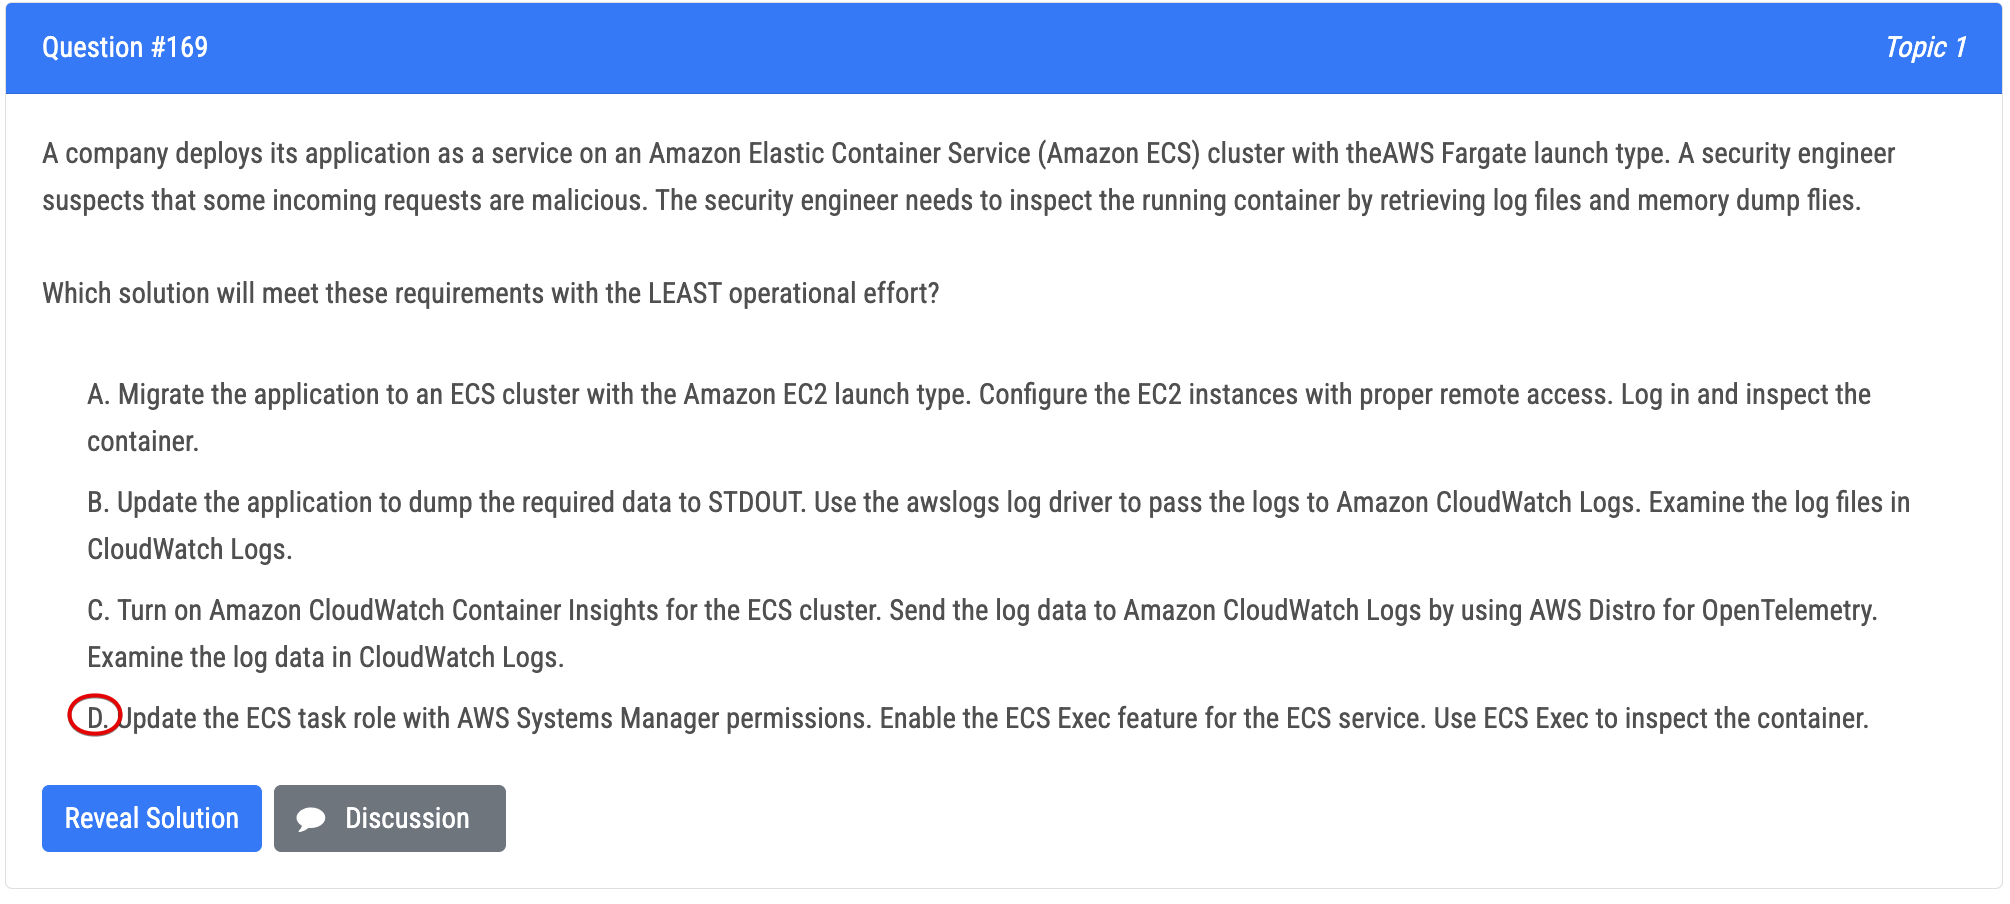 Question #169
Topic 1
A company deploys its application as a service on an Amazon Elastic Container Service (Amazon ECS) cluster with theAWS Fargate launch type. A security engineer
suspects that some incoming requests are malicious. The security engineer needs to inspect the running container by retrieving log files and memory dump flies.
Which solution will meet these requirements with the LEAST operational effort?
A. Migrate the application to an ECS cluster with the Amazon EC2 launch type. Configure the EC2 instances with proper remote access. Log in and inspect the
container.
B. Update the application to dump the required data to STDOUT. Use the awslogs log driver to pass the logs to Amazon CloudWatch Logs. Examine the log files in
CloudWatch Logs.
C. Turn on Amazon CloudWatch Container Insights for the ECS cluster. Send the log data to Amazon CloudWatch Logs by using AWS Distro for OpenTelemetry.
Examine the log data in CloudWatch Logs.
D. Update the ECS task role with AWS Systems Manager permissions. Enable the ECS Exec feature for the ECS service. Use ECS Exec to inspect the container.
Reveal Solution
Discussion